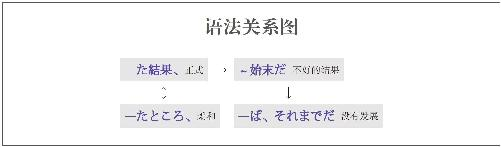 语法关系图
た結果、正式 → ~始末だ 不好的结果
↕ ↓
―たところ、柔和 ―ば、それまでだ 没有发展